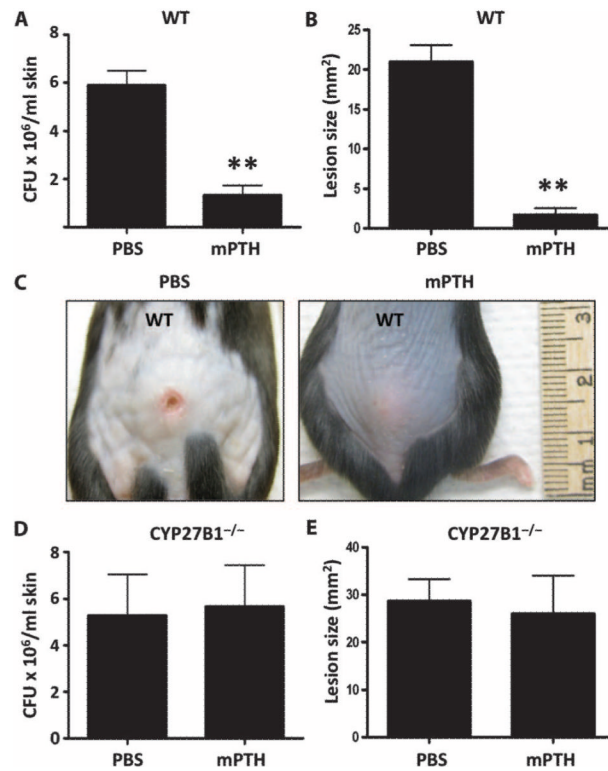 A
WT
CFU x 10⁶/ml skin
8
6
4
2
**
PBS
mPTH
B
WT
Lesion size (mm²)
25
20
15
10
5
0
**
PBS
mPTH
C
PBS
mPTH
WT
WT
3
2
1
mm
D
CYP27B1⁻/⁻
CFU x 10⁶/ml skin
8
6
4
2
0
PBS
mPTH
E
CYP27B1⁻/⁻
Lesion size (mm²)
40
30
20
10
0
PBS
mPTH